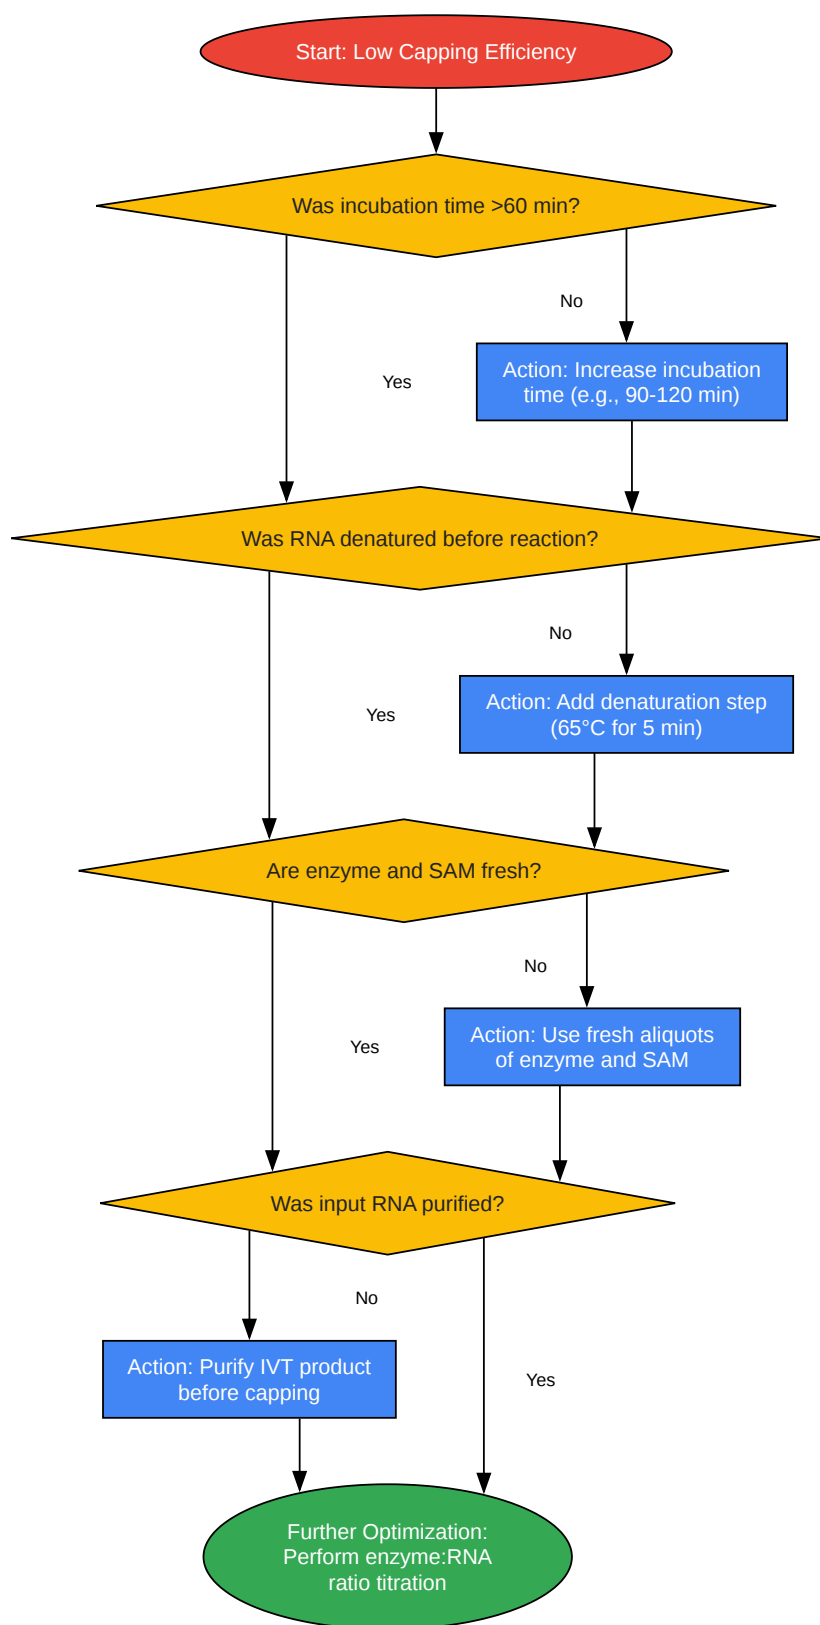 Start: Low Capping Efficiency
Was incubation time >60 min?
No
Action: Increase incubation
time (e.g., 90-120 min)
Yes
Was RNA denatured before reaction?
No
Action: Add denaturation step
(65°C for 5 min)
Yes
Are enzyme and SAM fresh?
No
Action: Use fresh aliquots
of enzyme and SAM
Yes
Was input RNA purified?
No
Action: Purify IVT product
before capping
Yes
Further Optimization:
Perform enzyme:RNA
ratio titration